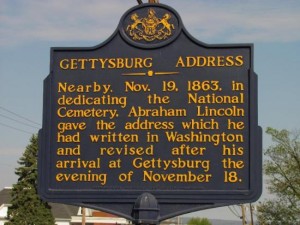 GETTYSBURG ADDRESS
Nearby, Nov. 19, 1863, in
dedicating the National
Cemetery, Abraham Lincoln
gave the address which he
had written in Washington
and revised after his
arrival at Gettysburg the
evening of November 18.